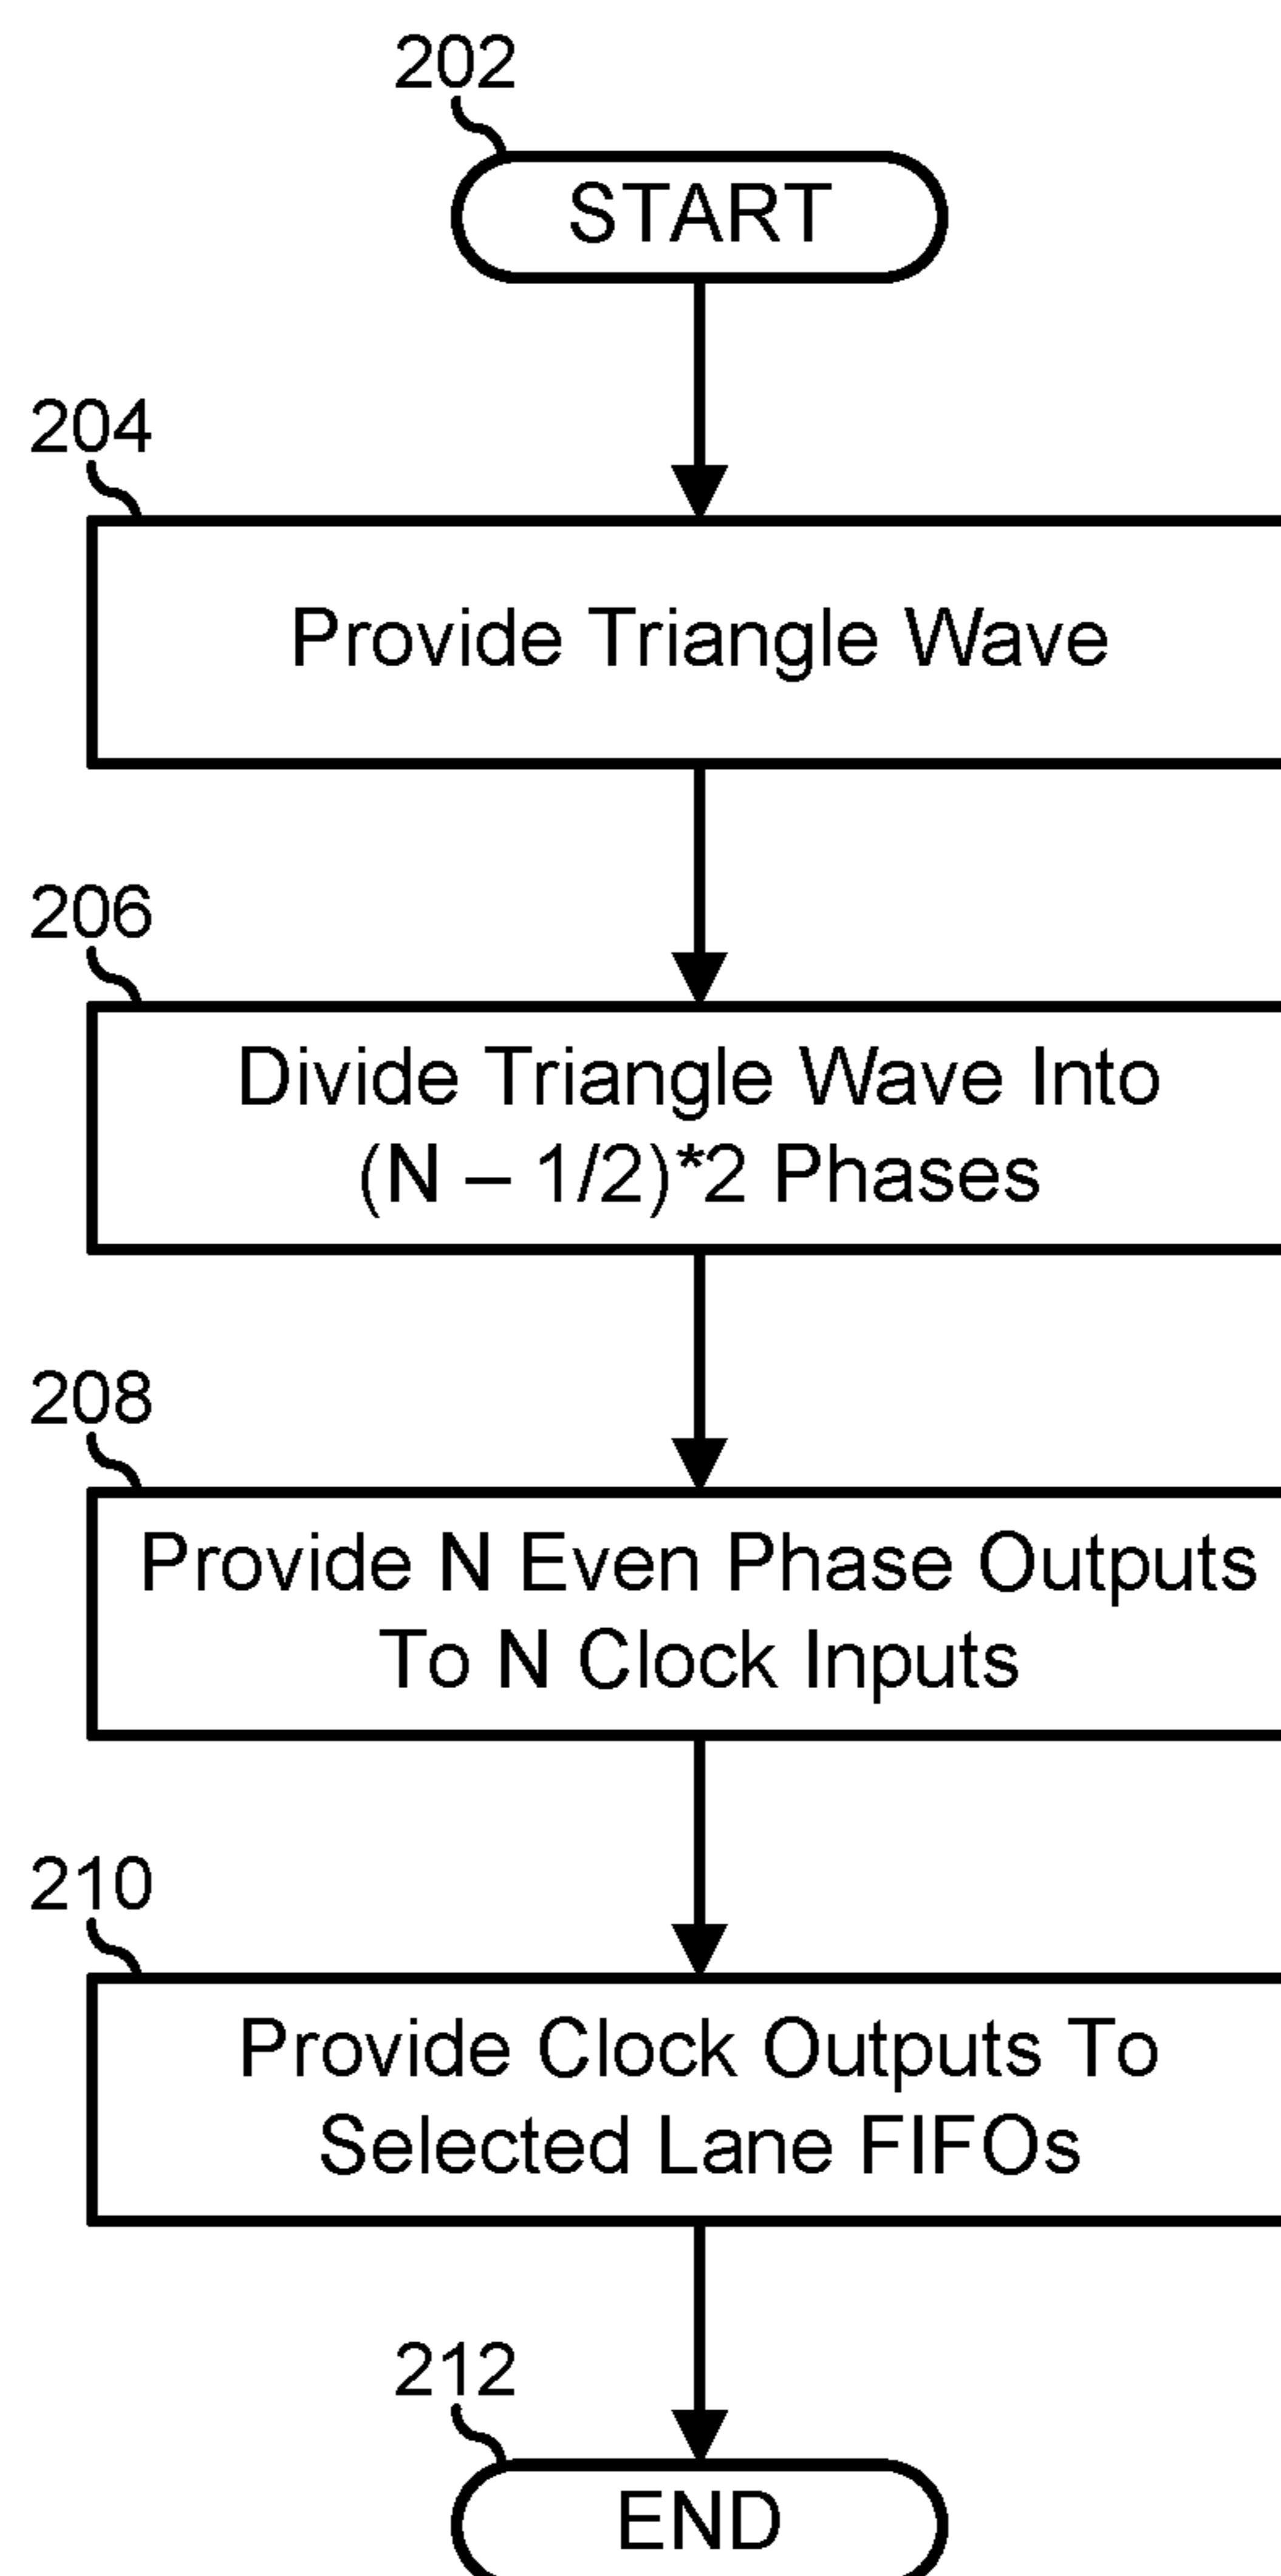 202
START
204
Provide Triangle Wave
206
Divide Triangle Wave Into
(N – 1/2)*2 Phases
208
Provide N Even Phase Outputs
To N Clock Inputs
210
Provide Clock Outputs To
Selected Lane FIFOs
212
END